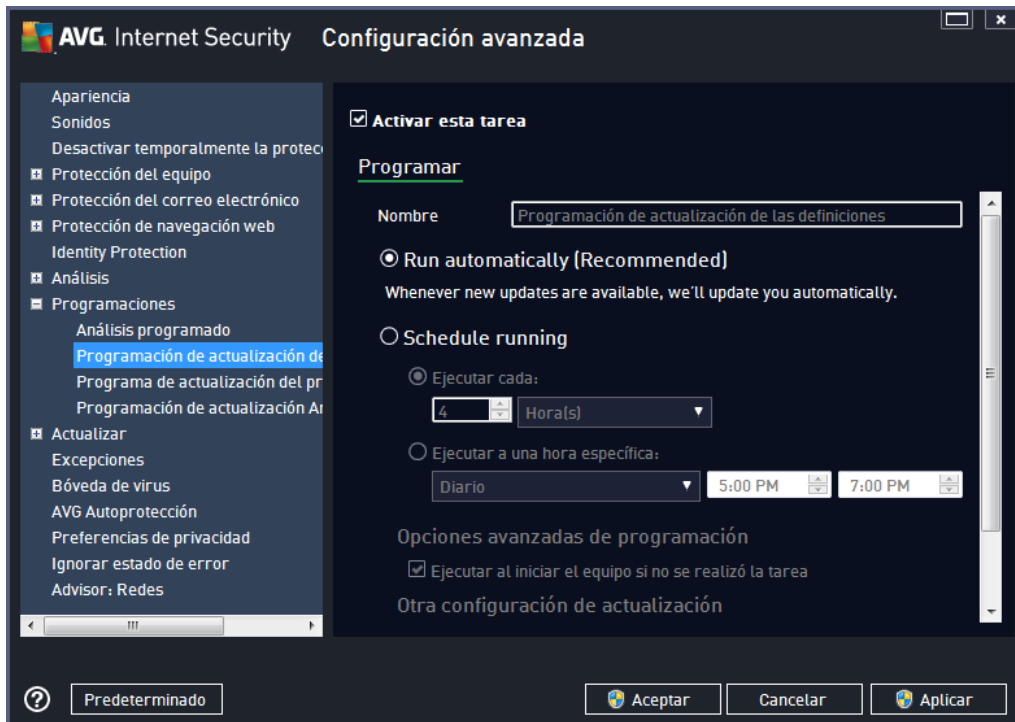 AVG. Internet Security Configuración avanzada
Apariencia
Sonidos
Desactivar temporalmente la protec
Protección del equipo
Protección del correo electrónico
Protección de navegación web
Identity Protection
Análisis
Programaciones
Análisis programado
Programación de actualización de
Programa de actualización del pr
Programación de actualización An
Actualizar
Excepciones
Bóveda de virus
AVG Autoprotección
Preferencias de privacidad
Ignorar estado de error
Advisor: Redes
Activar esta tarea
Programar
Nombre Programación de actualización de las definiciones
Run automatically (Recommended)
Whenever new updates are available, we'll update you automatically.
Schedule running
Ejecutar cada:
4 Hora(s)
Ejecutar a una hora específica:
Diario 5:00 PM 7:00 PM
Opciones avanzadas de programación
Ejecutar al iniciar el equipo si no se realizó la tarea
Otra configuración de actualización
? Predeterminado Aceptar Cancelar Aplicar